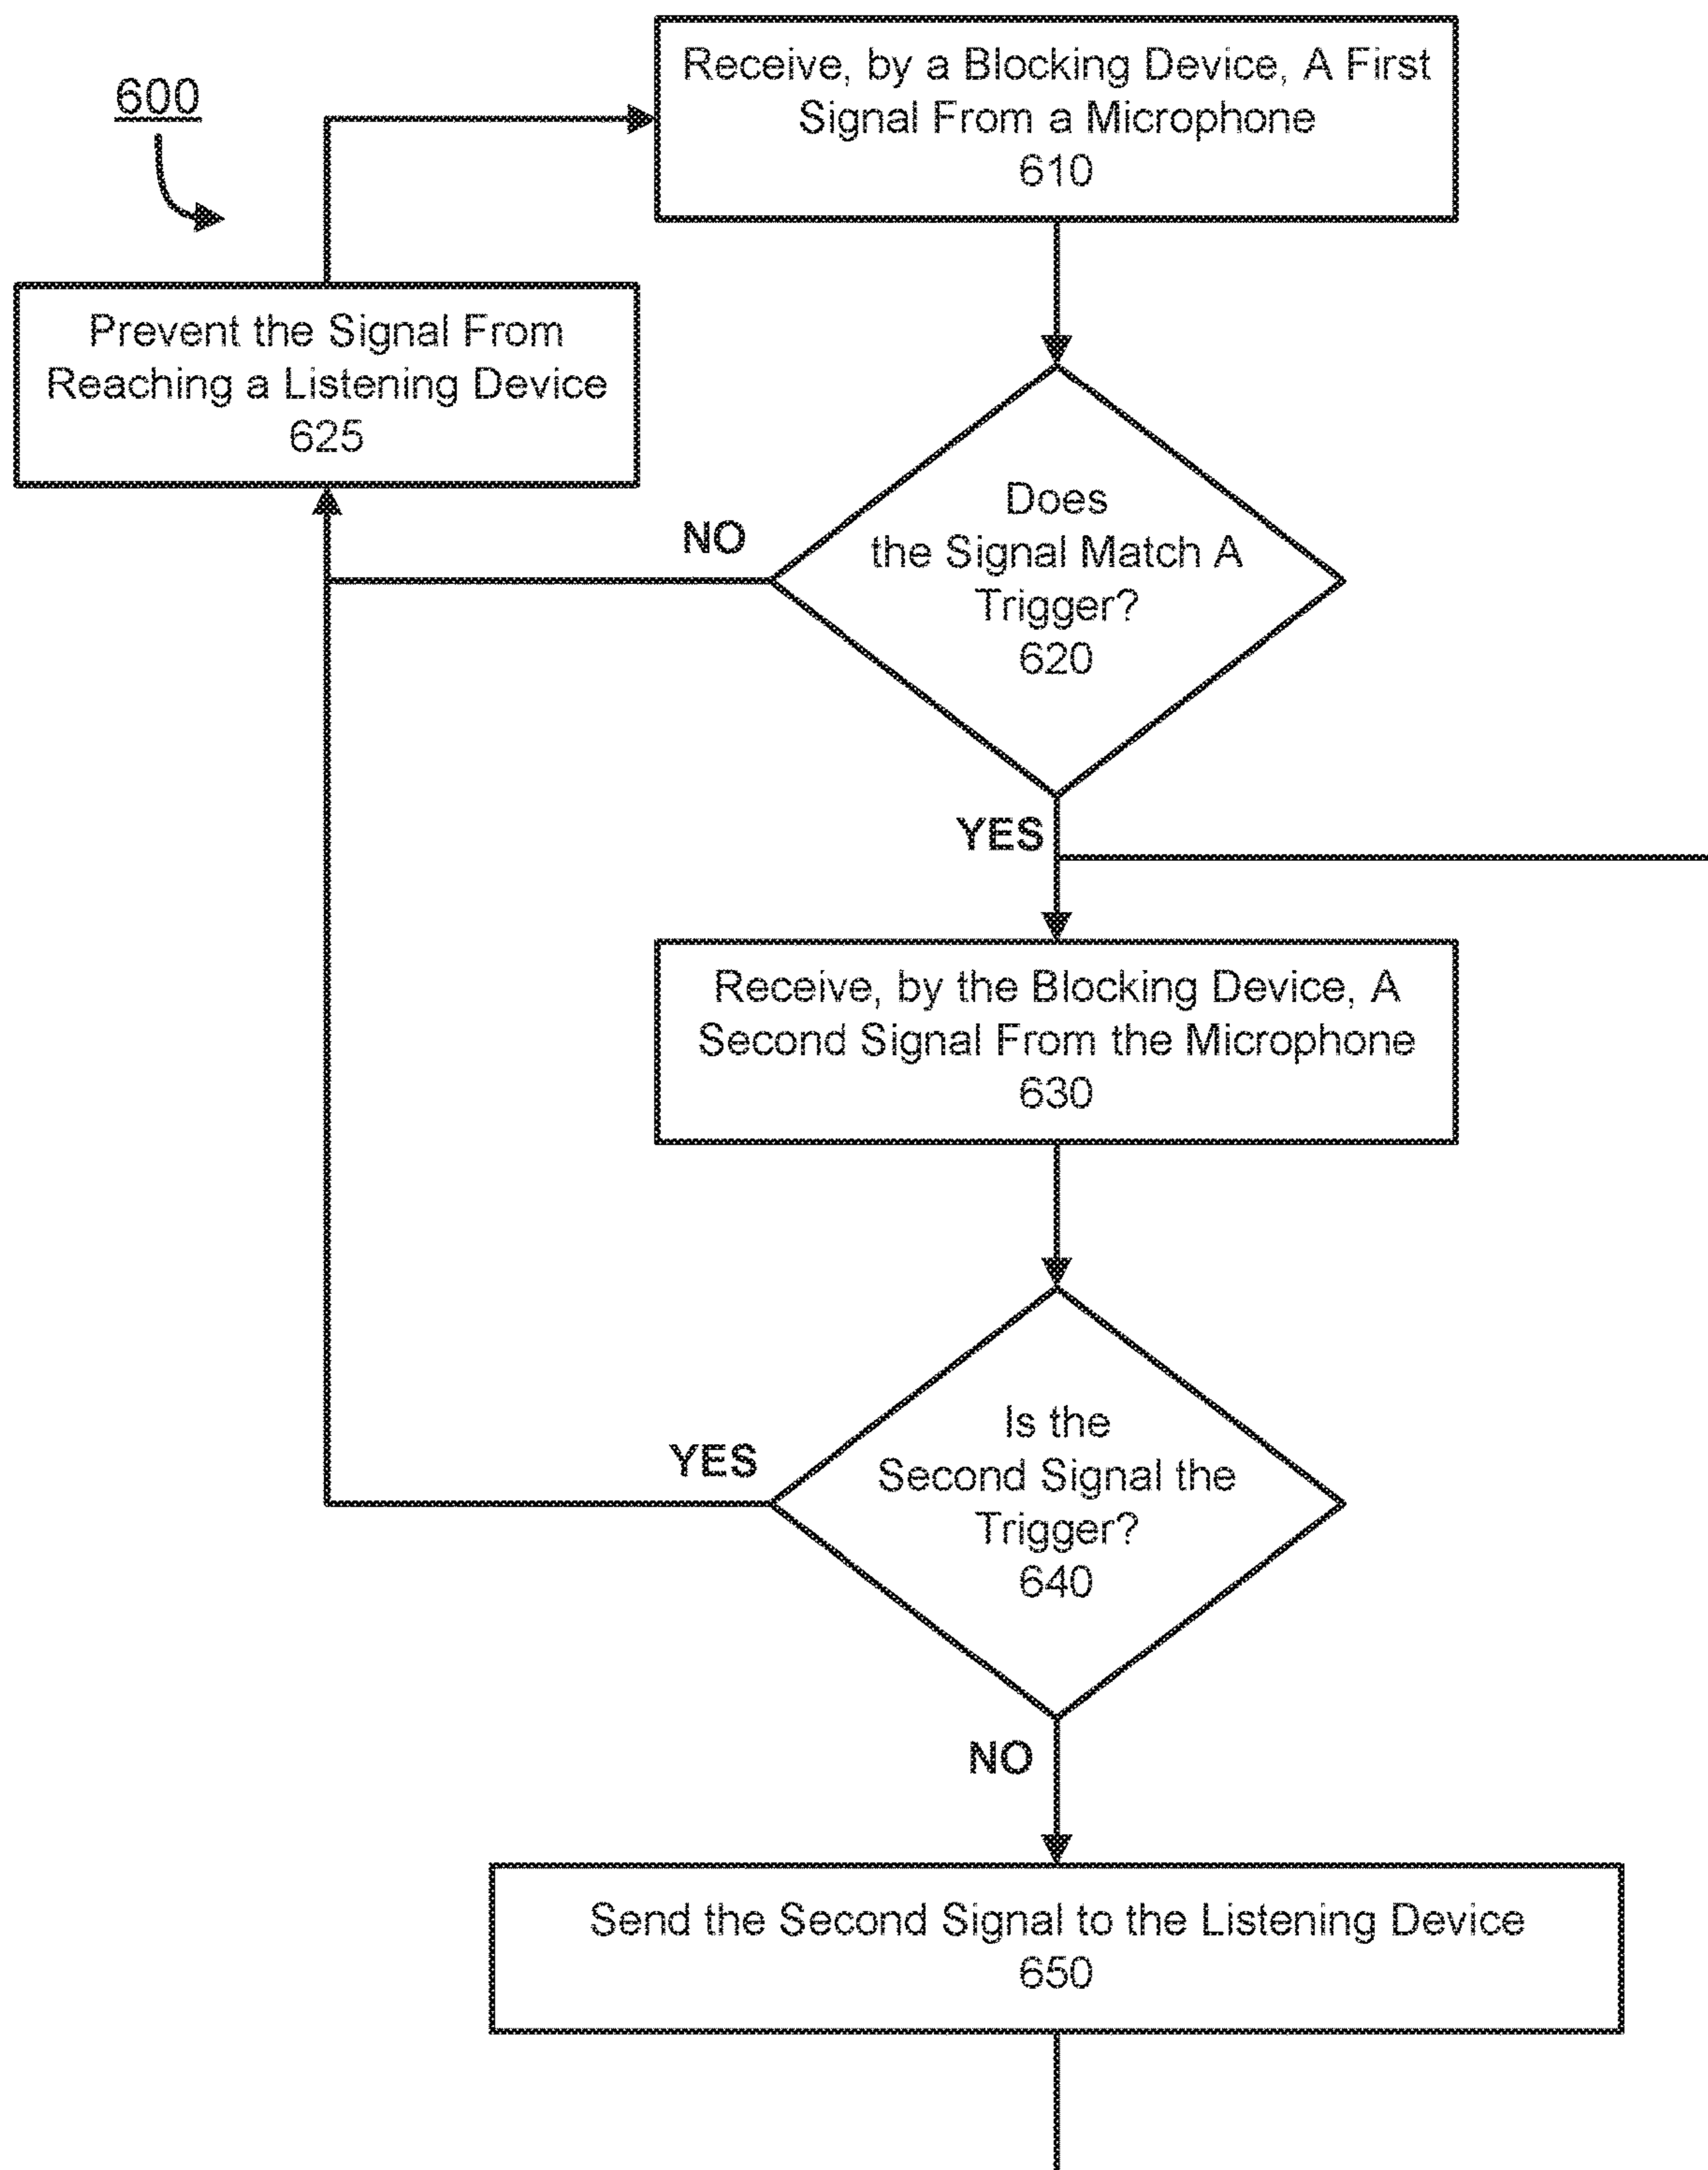 600
Receive, by a Blocking Device, A First
Signal From a Microphone
610
Prevent the Signal From
Reaching a Listening Device
625
NO
Does
the Signal Match A
Trigger?
620
YES
Receive, by the Blocking Device, A
Second Signal From the Microphone
630
YES
Is the
Second Signal the
Trigger?
640
NO
Send the Second Signal to the Listening Device
650